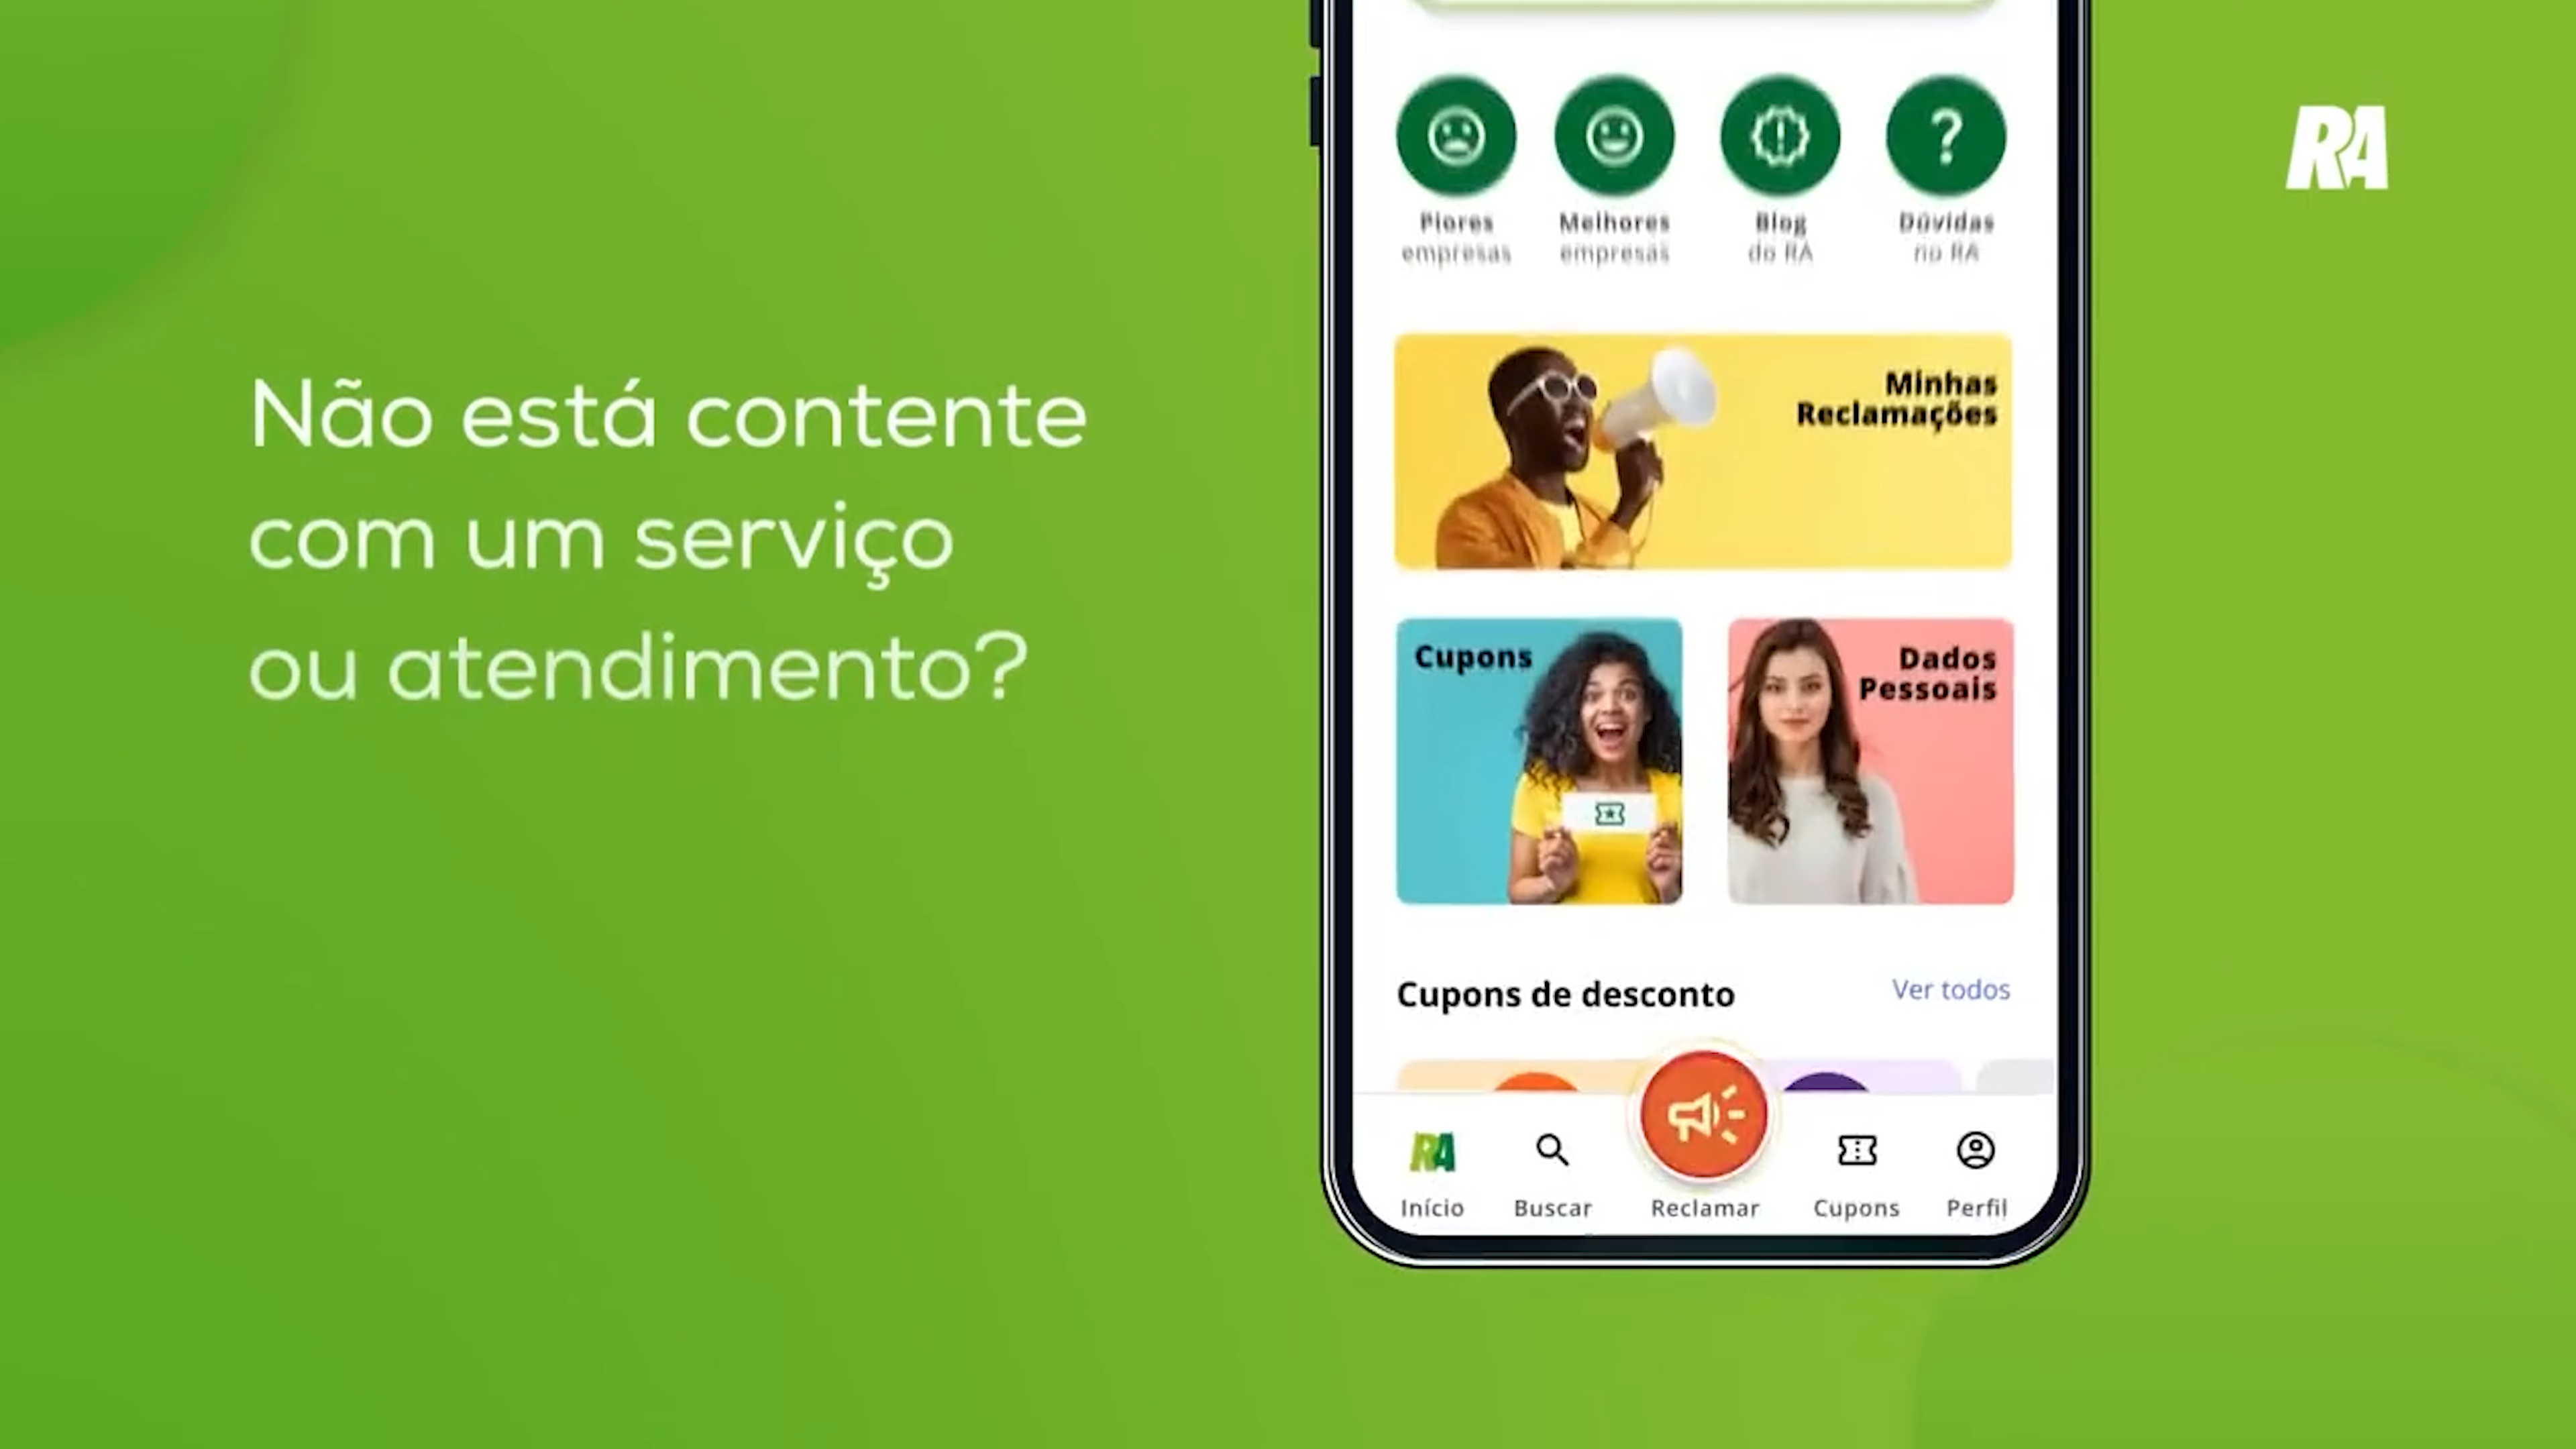 Não está contente
com um serviço
ou atendimento?
RA
Piores
empresas
Melhores
empresas
Blog
do RA
Dúvidas
no RA
Minhas
Reclamações
Cupons
Dados
Pessoais
Cupons de desconto
Ver todos
RA
Início
Buscar
Reclamar
Cupons
Perfil